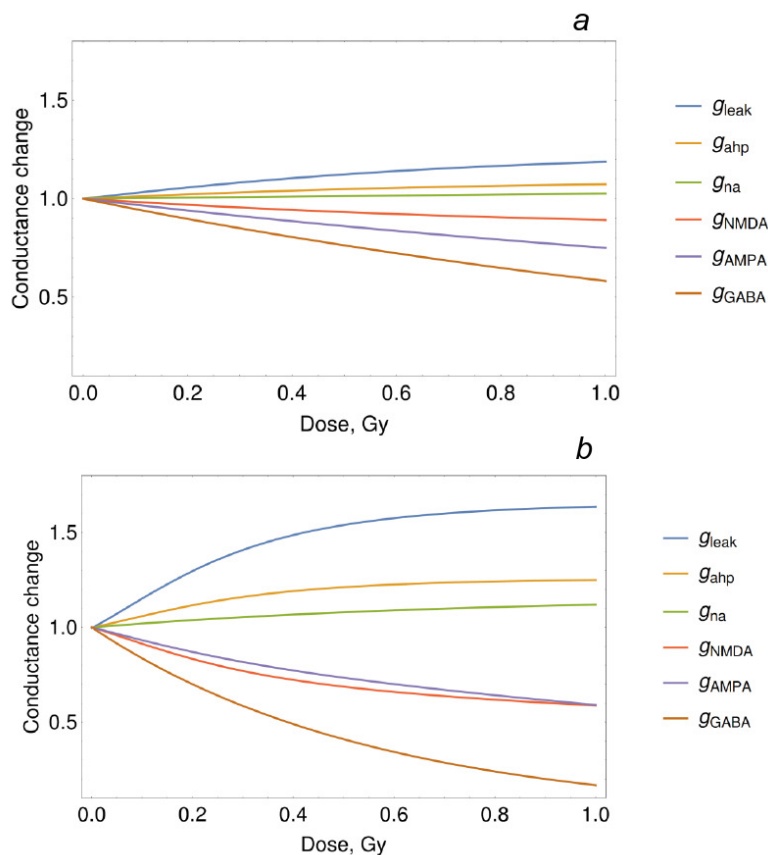 a
1.5
1.0
0.5
Conductance change
0.0 0.2 0.4 0.6 0.8 1.0
Dose, Gy
gleak
gahp
gna
gNMDA
gAMPA
gGABA
b
1.5
1.0
0.5
Conductance change
0.0 0.2 0.4 0.6 0.8 1.0
Dose, Gy
gleak
gahp
gna
gNMDA
gAMPA
gGABA